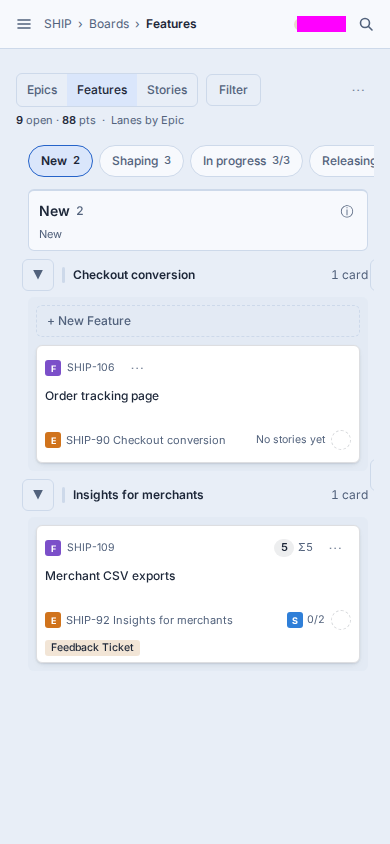 SHIP › Boards › Features
Epics Features Stories Filter ...
9 open · 88 pts · Lanes by Epic
New 2 Shaping 3 In progress 3/3 Releasing
New 2
New
▼ Checkout conversion 1 card
+ New Feature
F SHIP-106 ...
Order tracking page
E SHIP-90 Checkout conversion No stories yet
▼ Insights for merchants 1 card
F SHIP-109 5 Σ5 ...
Merchant CSV exports
E SHIP-92 Insights for merchants S 0/2
Feedback Ticket